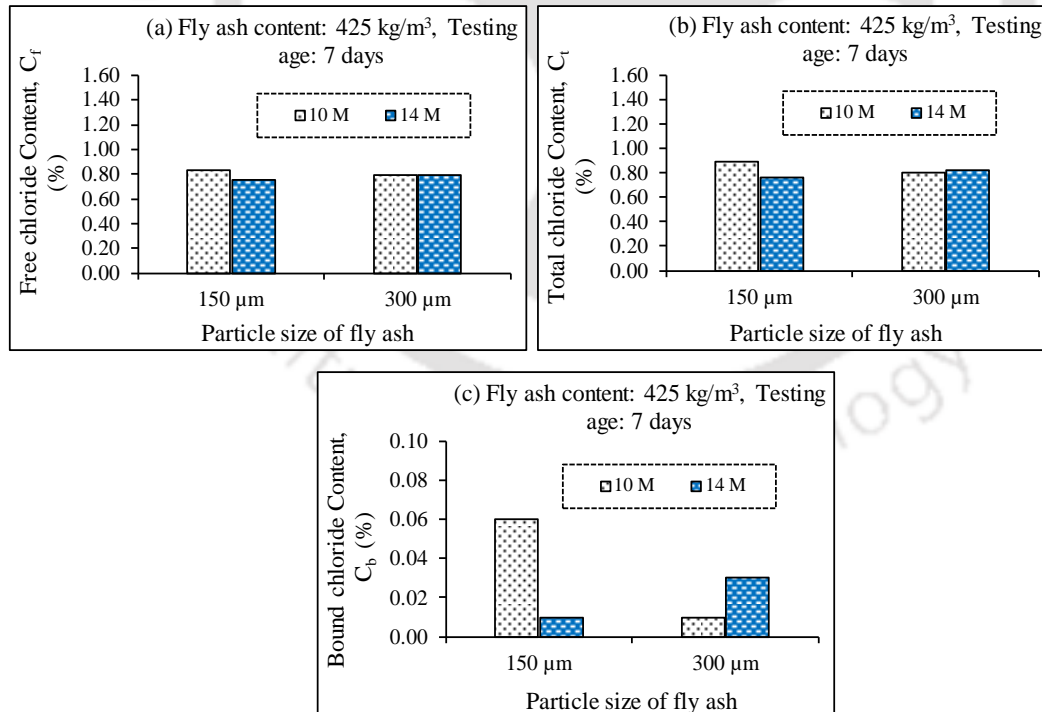 (a) Fly ash content: 425 kg/m³, Testing
age: 7 days
Free chloride Content, C_f
(%)
1.60
1.40
1.20
1.00
0.80
0.60
0.40
0.20
0.00
10 M 14 M
150 µm 300 µm
Particle size of fly ash
(b) Fly ash content: 425 kg/m³, Testing
age: 7 days
Total chloride Content, C_t
(%)
1.60
1.40
1.20
1.00
0.80
0.60
0.40
0.20
0.00
10 M 14 M
150 µm 300 µm
Particle size of fly ash
(c) Fly ash content: 425 kg/m³, Testing
age: 7 days
Bound chloride Content,
C_b (%)
0.10
0.08
0.06
0.04
0.02
0.00
10 M 14 M
150 µm 300 µm
Particle size of fly ash